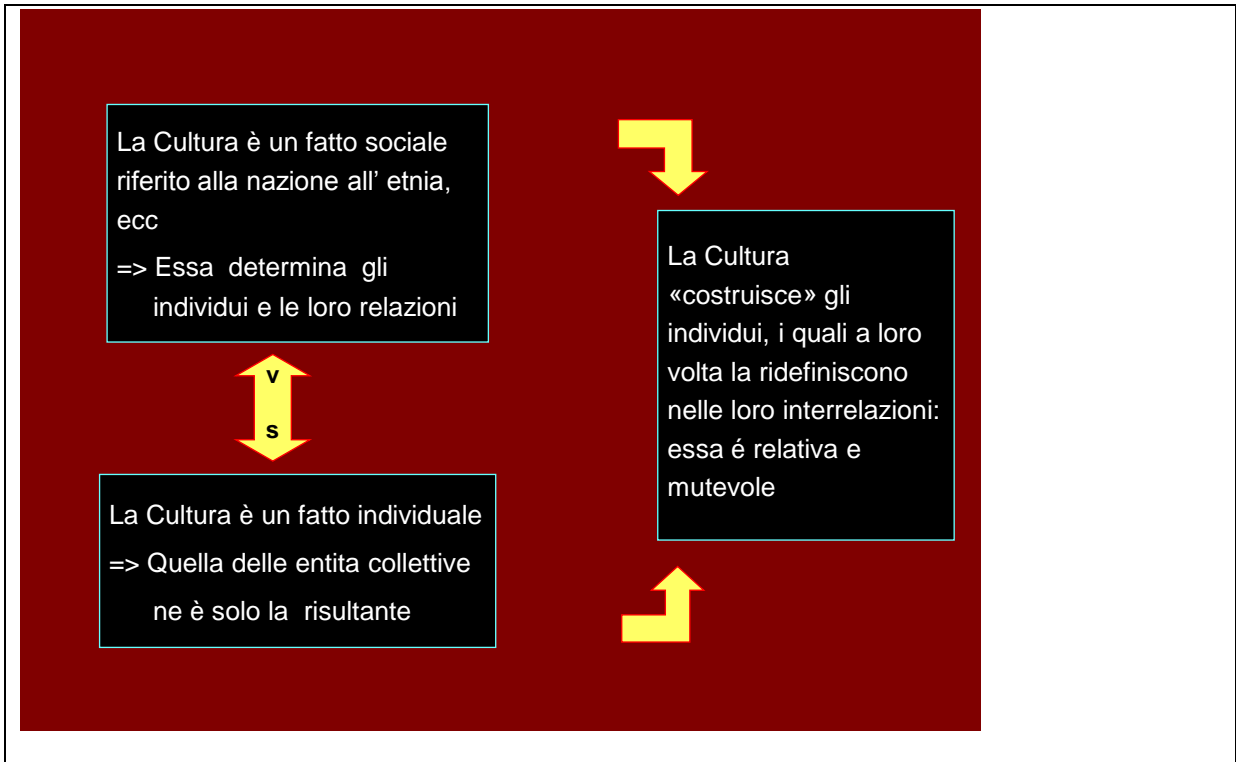 La Cultura è un fatto sociale
riferito alla nazione all' etnia,
ecc
=> Essa determina gli
individui e le loro relazioni
v
s
La Cultura è un fatto individuale
=> Quella delle entita collettive
ne è solo la risultante
La Cultura
«costruisce» gli
individui, i quali a loro
volta la ridefiniscono
nelle loro interrelazioni:
essa é relativa e
mutevole